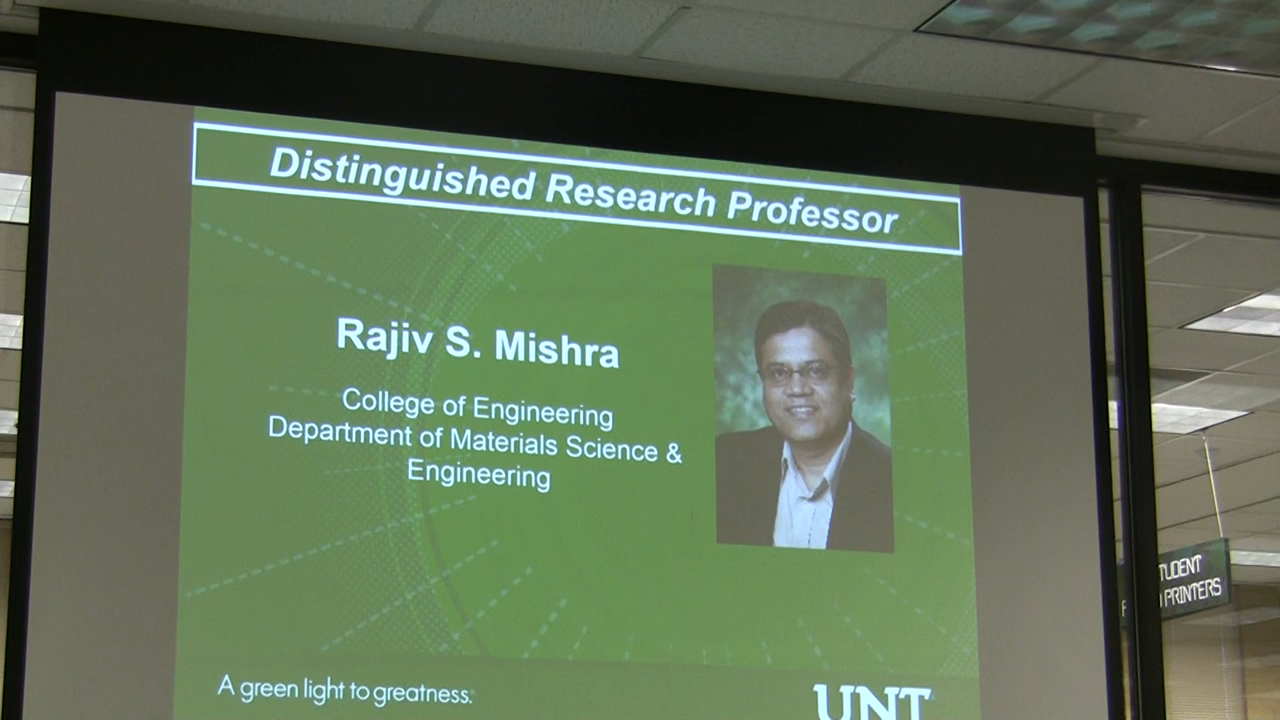 Distinguished Research Professor
Rajiv S. Mishra
College of Engineering
Department of Materials Science &
Engineering
A green light to greatness.
UNT
TUDENT
PRINTERS